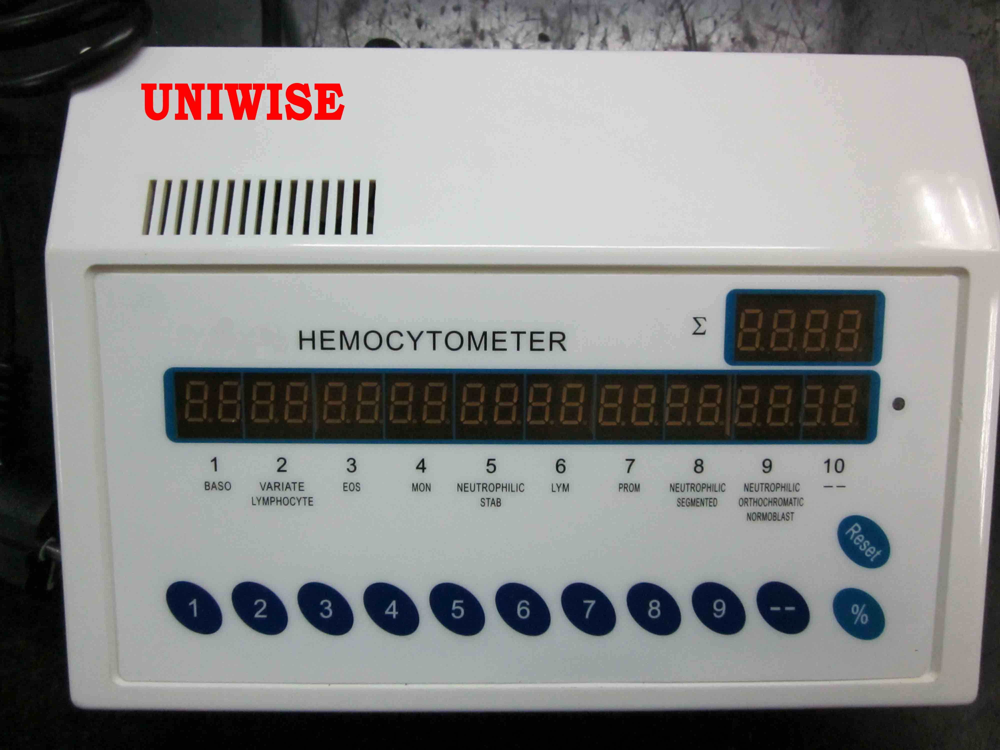 UNIWISE
HEMOCYTOMETER
Σ
1 2 3 4 5 6 7 8 9 10
BASO VARIATE EOS MON NEUTROPHILIC LYM PROM NEUTROPHILIC NEUTROPHILIC --
LYMPHOCYTE STAB SEGMENTED ORTHOCHROMATIC
NORMOBLAST
Reset
1 2 3 4 5 6 7 8 9 -- %